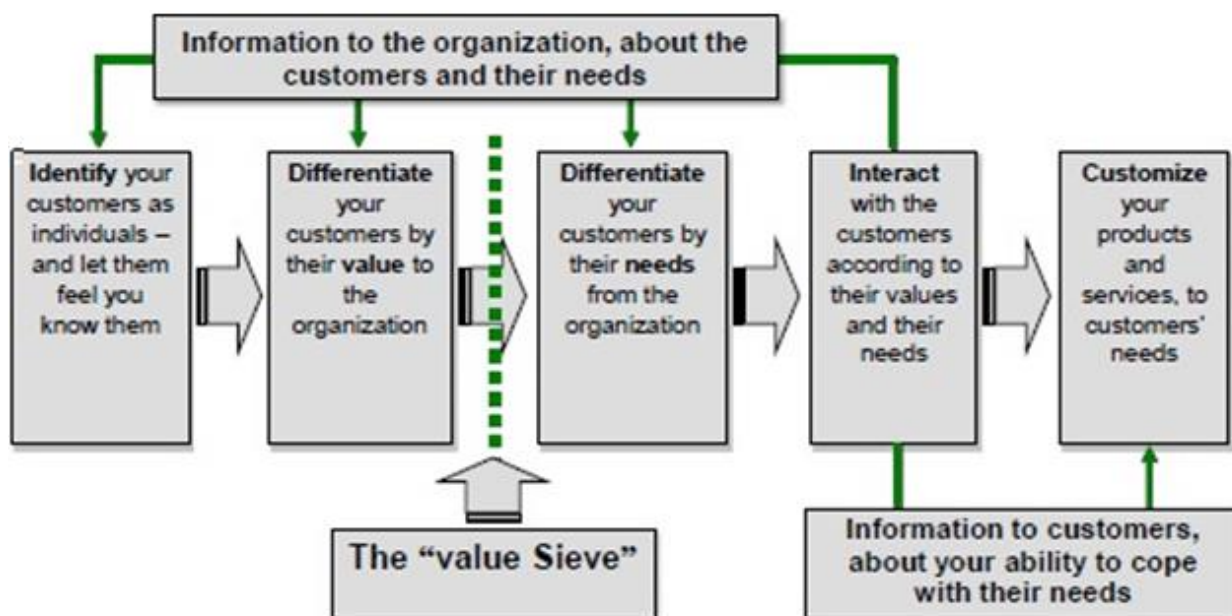 Information to the organization, about the
customers and their needs
Identify your
customers as
individuals –
and let them
feel you
know them
Differentiate
your
customers by
their value to
the
organization
Differentiate
your
customers by
their needs
from the
organization
Interact
with the
customers
according to
their values
and their
needs
Customize
your
products
and
services, to
customers'
needs
The “value Sieve”
Information to customers,
about your ability to cope
with their needs